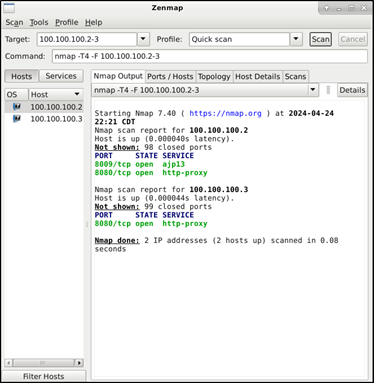 Zenmap
Scan Tools Profile Help
Target: 100.100.100.2-3 Profile: Quick scan Scan Cancel
Command: nmap -T4 -F 100.100.100.2-3
Hosts Services
Nmap Output Ports / Hosts Topology Host Details Scans
OS Host
nmap -T4 -F 100.100.100.2-3 Details
100.100.100.2
100.100.100.3
Starting Nmap 7.40 ( https://nmap.org ) at 2024-04-24
22:21 CDT
Nmap scan report for 100.100.100.2
Host is up (0.000040s latency).
Not shown: 98 closed ports
PORT STATE SERVICE
8009/tcp open ajp13
8080/tcp open http-proxy
Nmap scan report for 100.100.100.3
Host is up (0.000044s latency).
Not shown: 99 closed ports
PORT STATE SERVICE
8080/tcp open http-proxy
Nmap done: 2 IP addresses (2 hosts up) scanned in 0.08
seconds
Filter Hosts